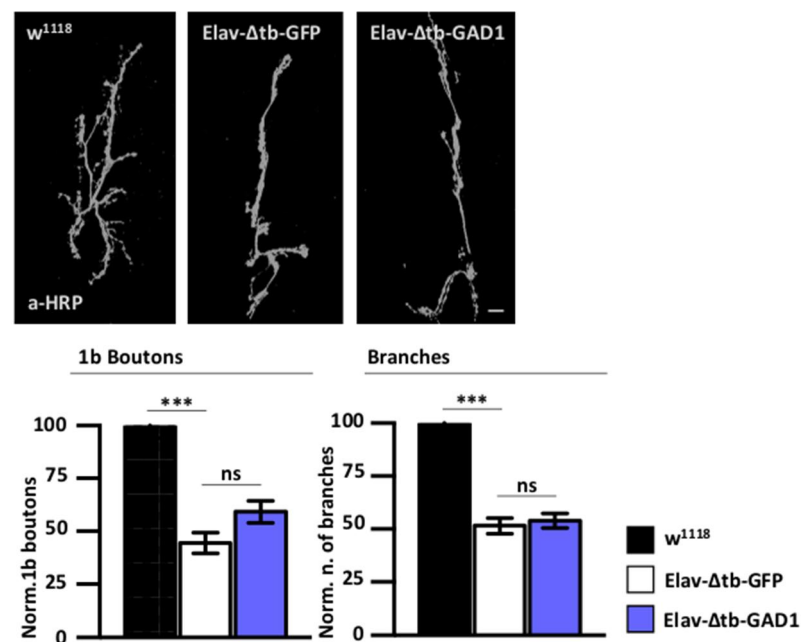 w1118
Elav-Δtb-GFP
Elav-Δtb-GAD1
a-HRP
1b Boutons
Branches
***
***
100
75
50
25
0
Norm.1b boutons
ns
100
75
50
25
0
Norm. n. of branches
ns
w1118
Elav-Δtb-GFP
Elav-Δtb-GAD1